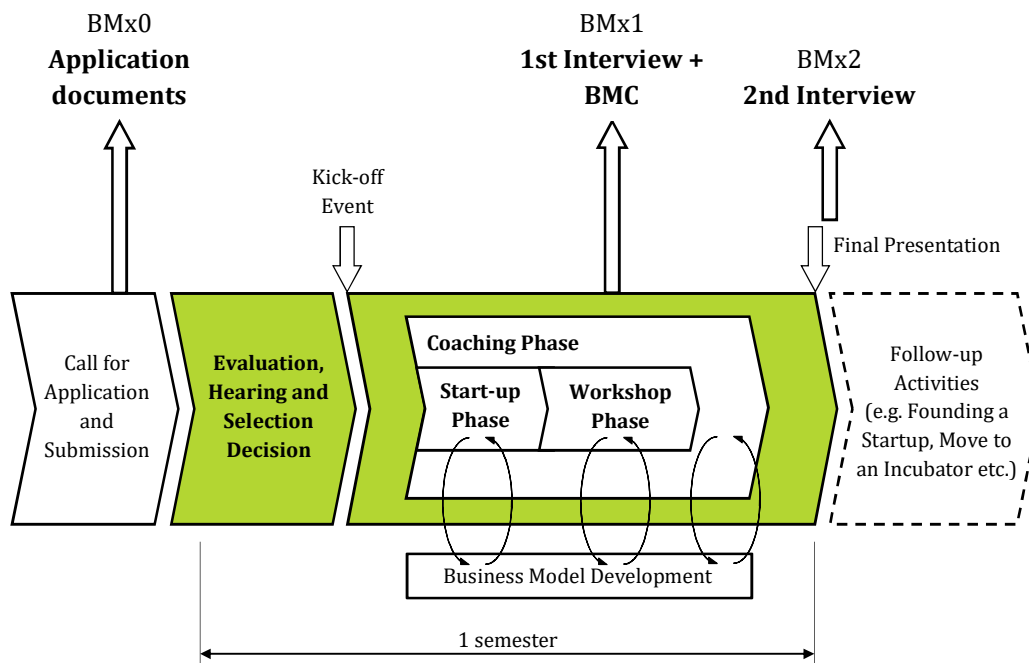 BMx0
Application
documents
BMx1
1st Interview +
BMC
BMx2
2nd Interview
Kick-off
Event
Final Presentation
Call for
Application
and
Submission
Evaluation,
Hearing and
Selection
Decision
Coaching Phase
Start-up
Phase
Workshop
Phase
Follow-up
Activities
(e.g. Founding a
Startup, Move to
an Incubator etc.)
Business Model Development
1 semester